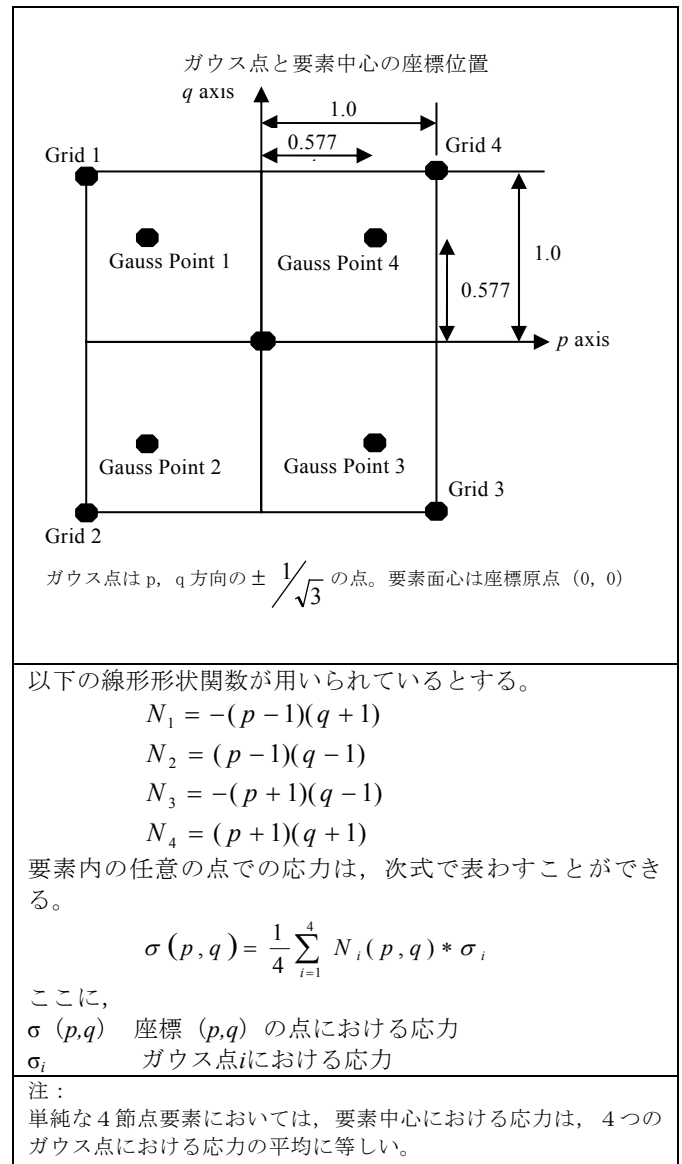 ガウス点と要素中心の座標位置
q axis
1.0
Grid 1
0.577
Grid 4
Gauss Point 1
Gauss Point 4
1.0
0.577
p axis
Gauss Point 2
Gauss Point 3
Grid 3
Grid 2
ガウス点は p, q 方向の ± 1/√3 の点。要素面心は座標原点 (0, 0)
以下の線形形状関数が用いられているとする。
N₁ = −(p − 1)(q + 1)
N₂ = (p − 1)(q − 1)
N₃ = −(p + 1)(q − 1)
N₄ = (p + 1)(q + 1)
要素内の任意の点での応力は，次式で表わすことができ
る。
σ(p,q) = 1/4 ∑_{i=1}^{4} N_i(p,q) * σ_i
ここに，
σ (p,q) 座標 (p,q) の点における応力
σ_i ガウス点iにおける応力
注：
単純な４節点要素においては，要素中心における応力は，４つの
ガウス点における応力の平均に等しい。